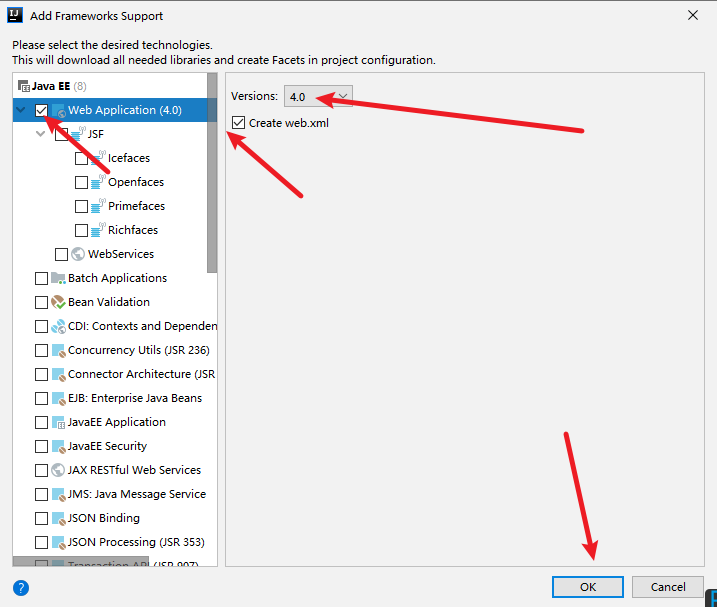 Add Frameworks Support
Please select the desired technologies.
This will download all needed libraries and create Facets in project configuration.
Java EE (8)
Web Application (4.0)
JSF
Icefaces
Openfaces
Primefaces
Richfaces
WebServices
Batch Applications
Bean Validation
CDI: Contexts and Dependen
Concurrency Utils (JSR 236)
Connector Architecture (JSR
EJB: Enterprise Java Beans
JavaEE Application
JavaEE Security
JAX RESTful Web Services
JMS: Java Message Service
JSON Binding
JSON Processing (JSR 353)
Transaction API (JSR 907)
Versions: 4.0
Create web.xml
? OK Cancel